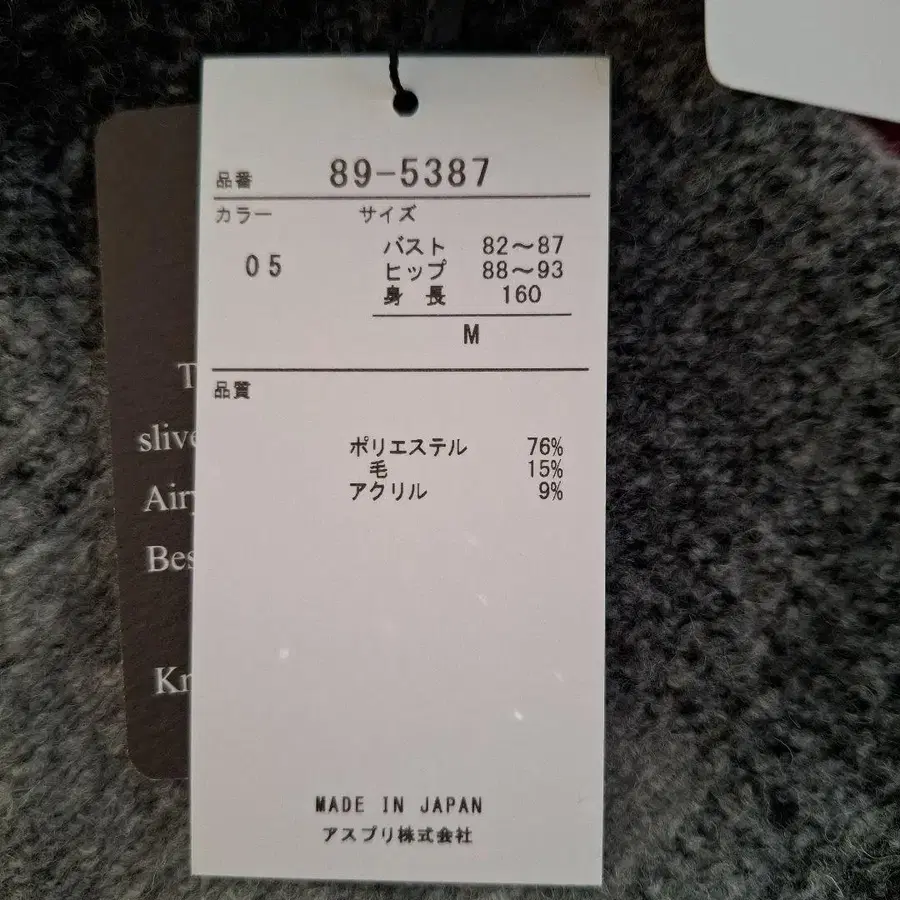 品番 89-5387
カラー サイズ
05
バスト 82～87
ヒップ 88～93
身 長 160
M
品質
ポリエステル 76%
毛 15%
アクリル 9%
MADE IN JAPAN
アスプリ株式会社